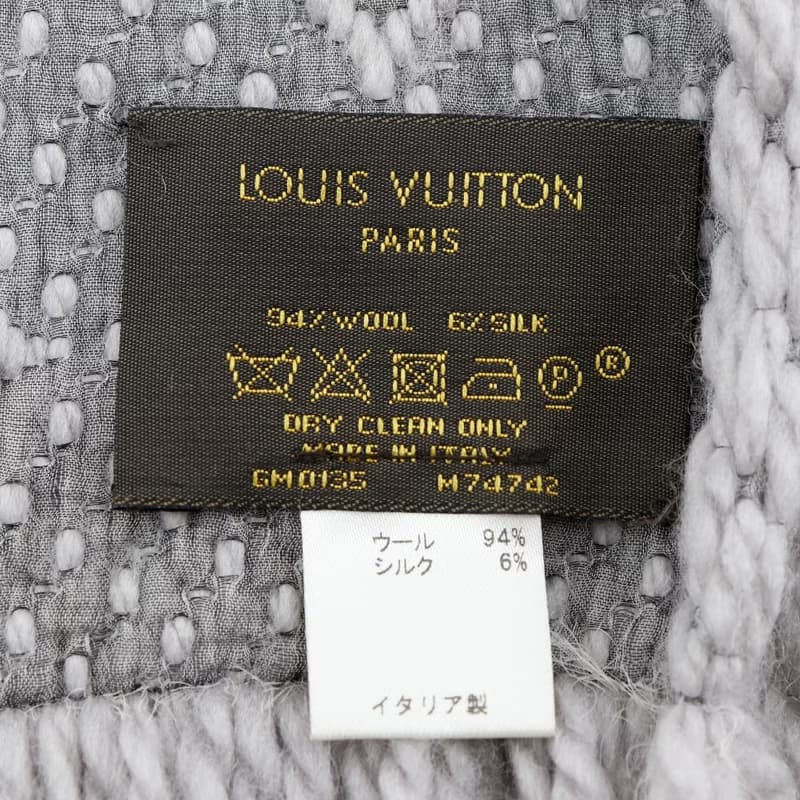 LOUIS VUITTON
PARIS
94% WOOL 6% SILK
P ®
DRY CLEAN ONLY
MADE IN ITALY
GM0135 M74742
ウール 94%
シルク 6%
イタリア製